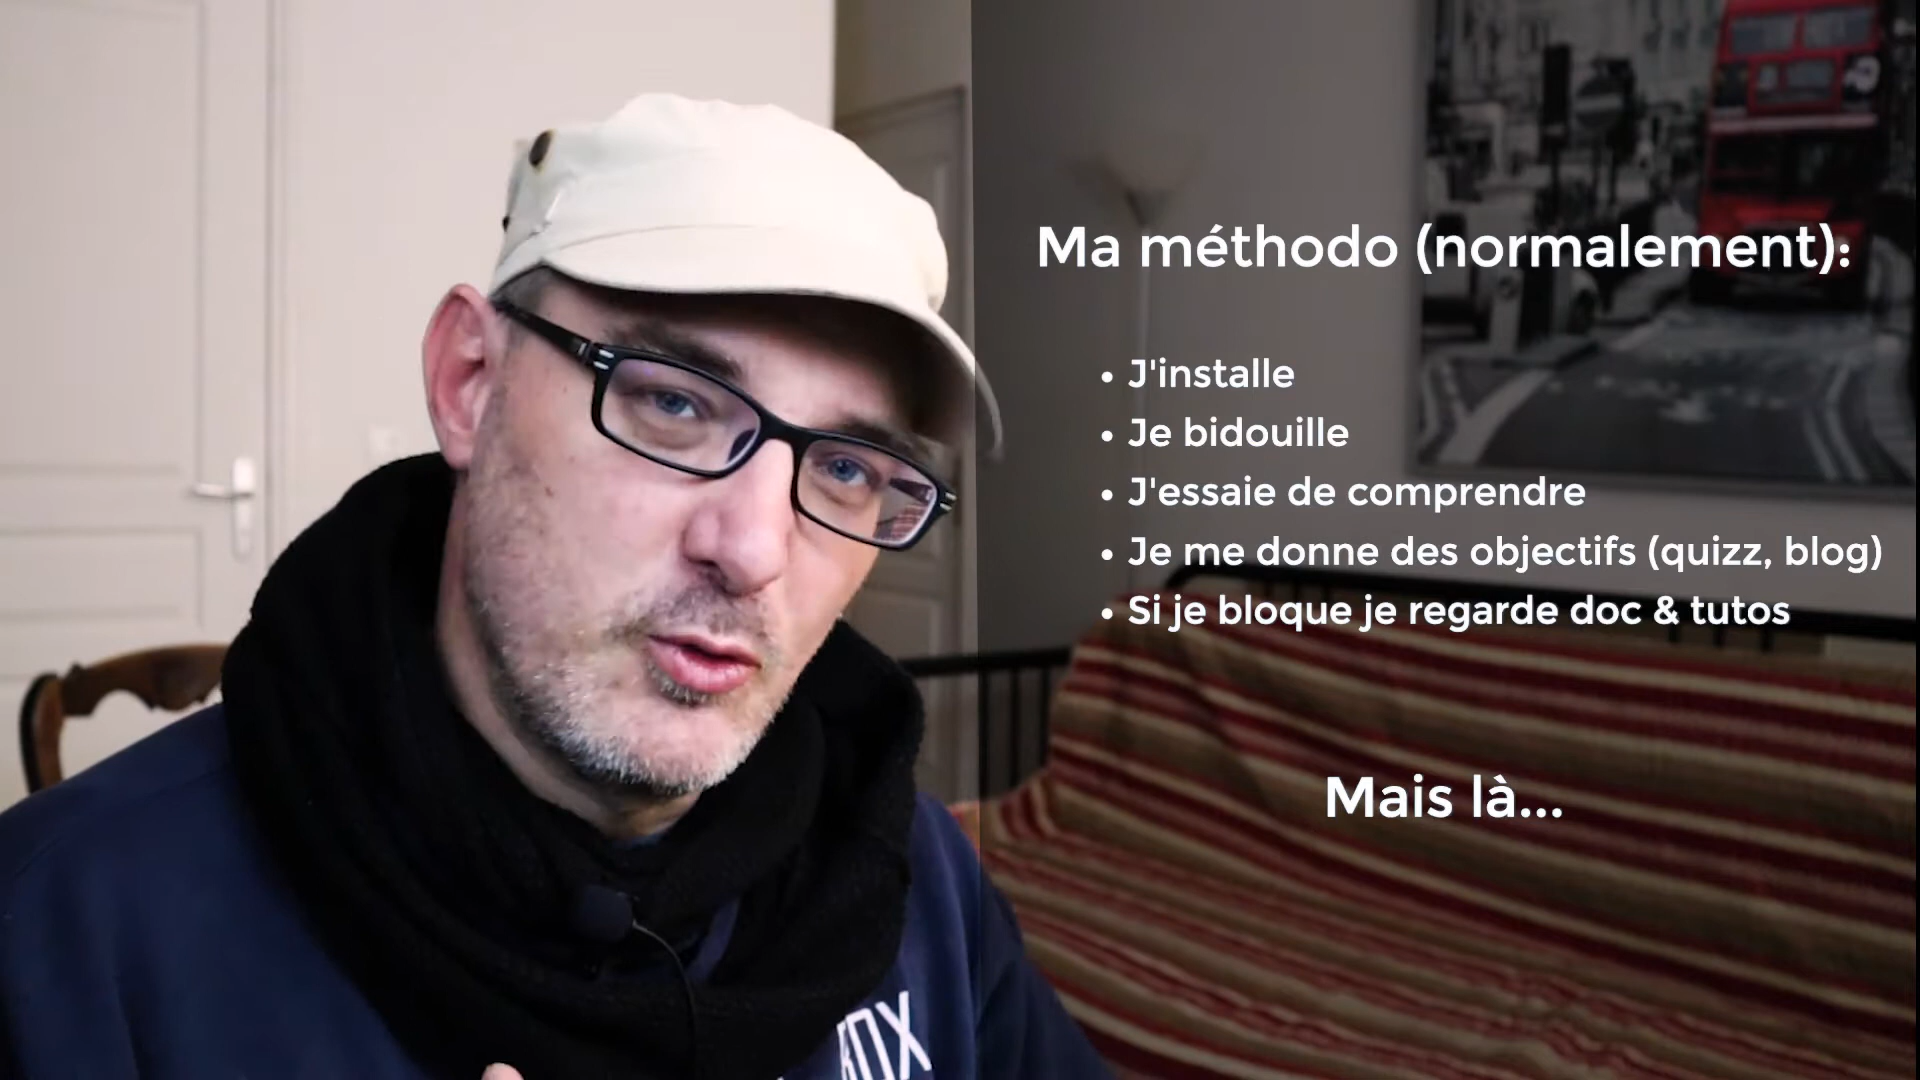 Ma méthodo (normalement):
• J'installe
• Je bidouille
• J'essaie de comprendre
• Je me donne des objectifs (quizz, blog)
• Si je bloque je regarde doc & tutos
Mais là...